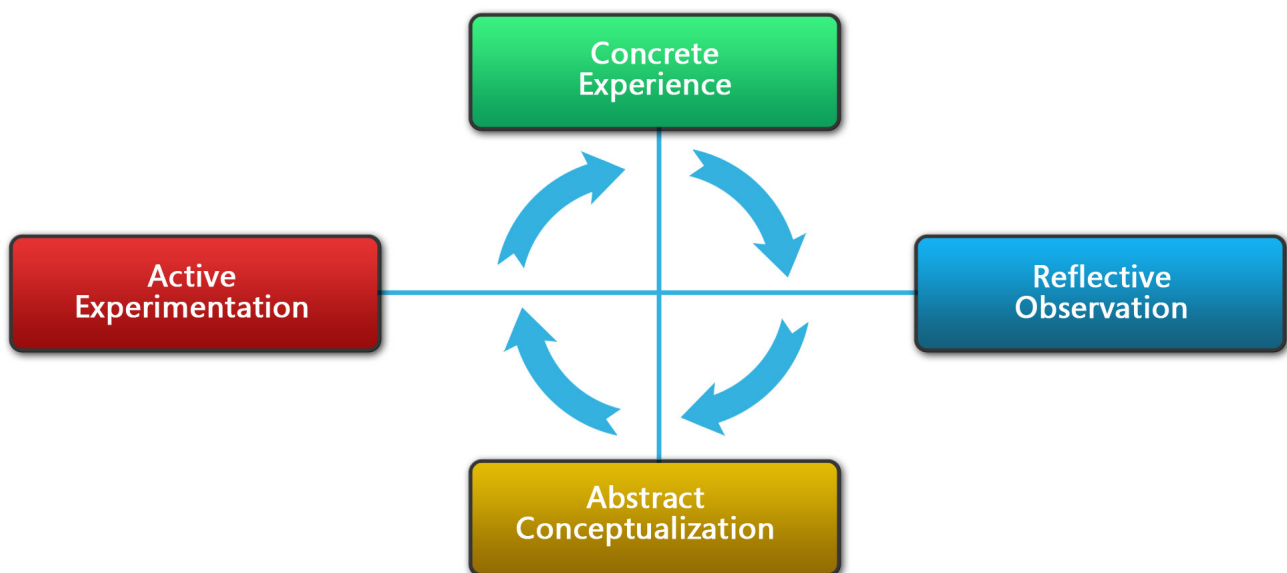 Concrete
Experience
Active
Experimentation
Reflective
Observation
Abstract
Conceptualization